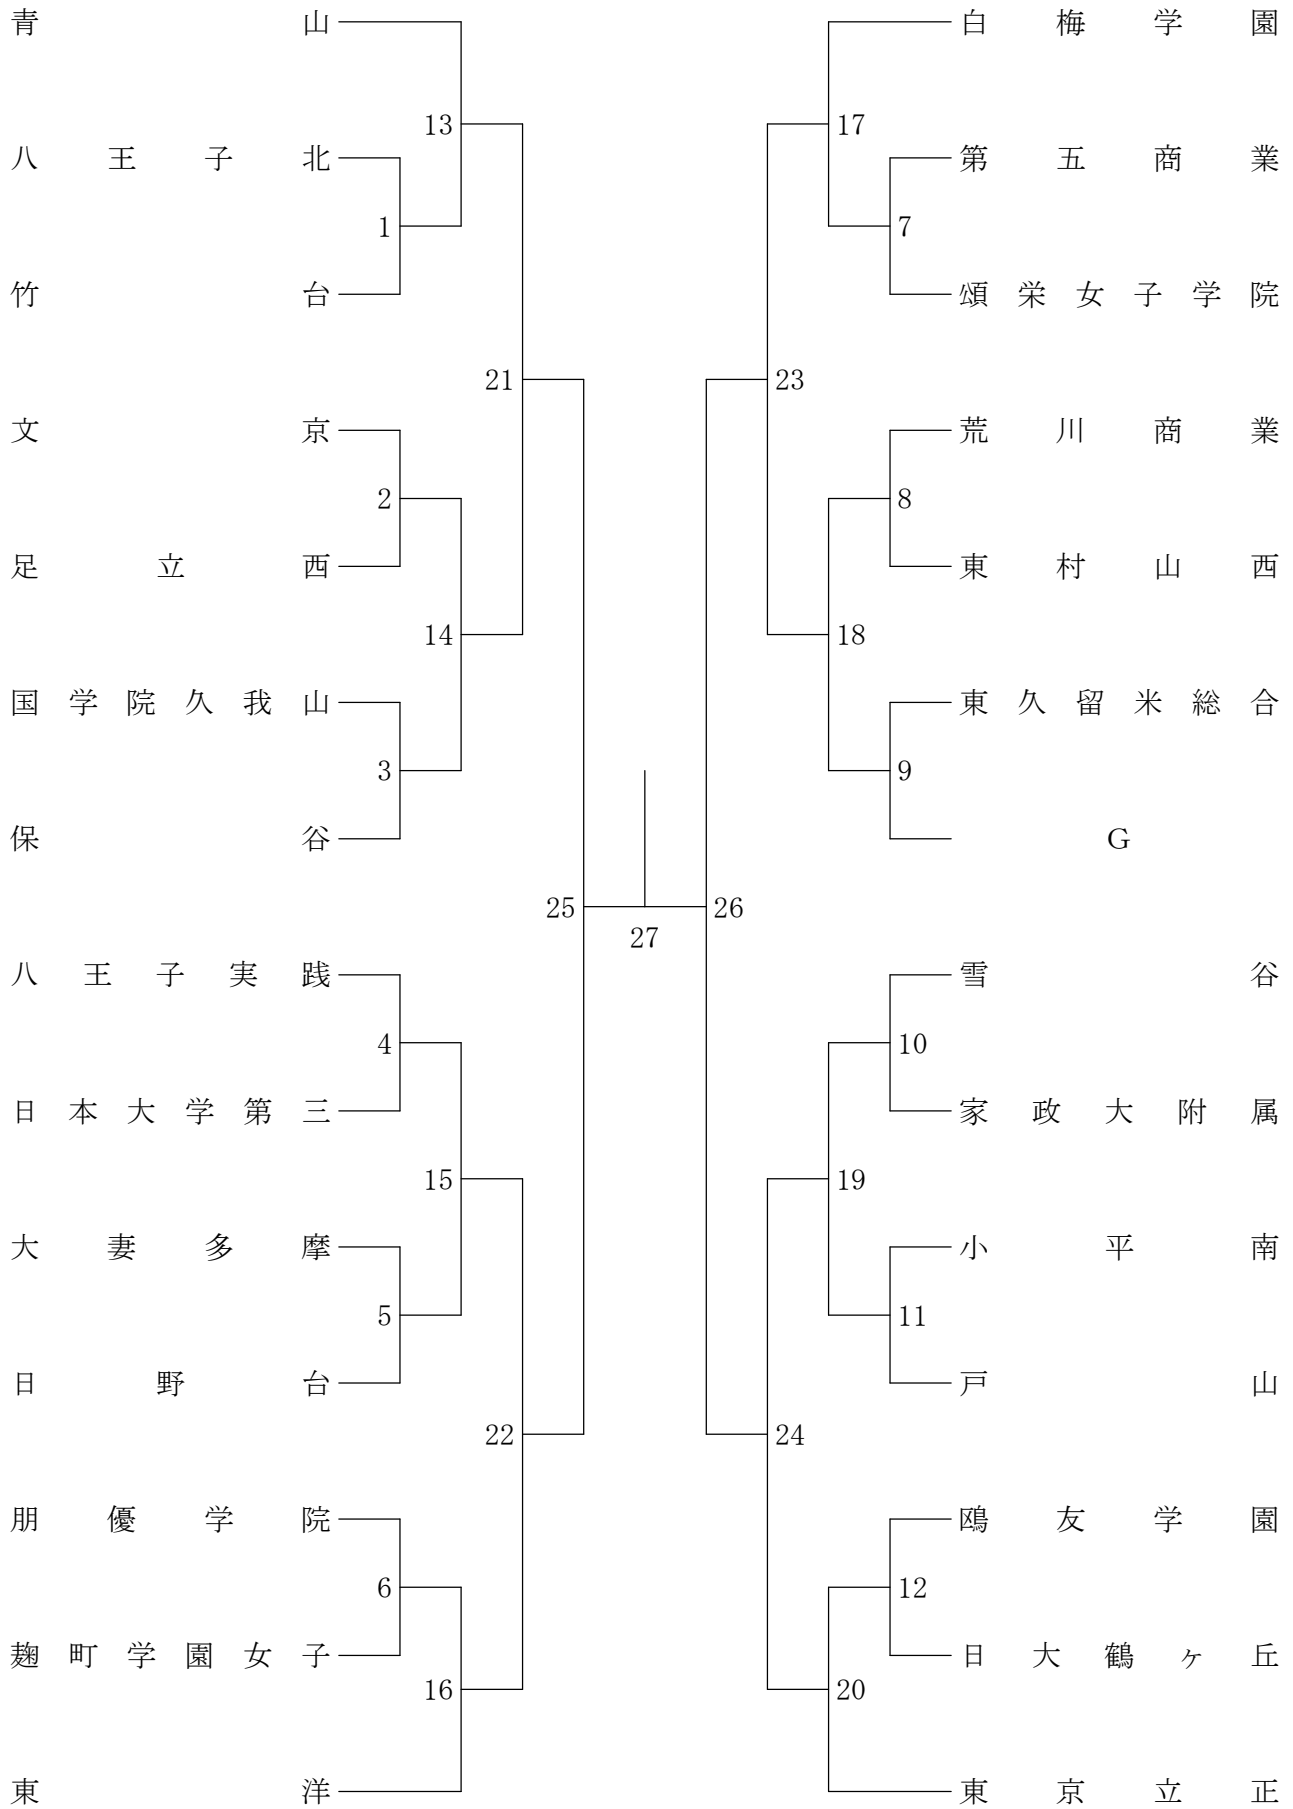 青山
八王子北
竹台
文京
足立西
国学院久我山
保谷
八王子実践
日本大学第三
大妻多摩
日野台
朋優学院
麹町学園女子
東洋
1
2
3
4
5
6
13
14
15
16
21
22
25
27
26
23
24
17
18
19
20
7
8
9
10
11
12
白梅学園
第五商業
頌栄女子学院
荒川商業
東村山西
東久留米総合
G
雪谷
家政大附属
小平南
戸山
鴎友学園
日大鶴ヶ丘
東京立正